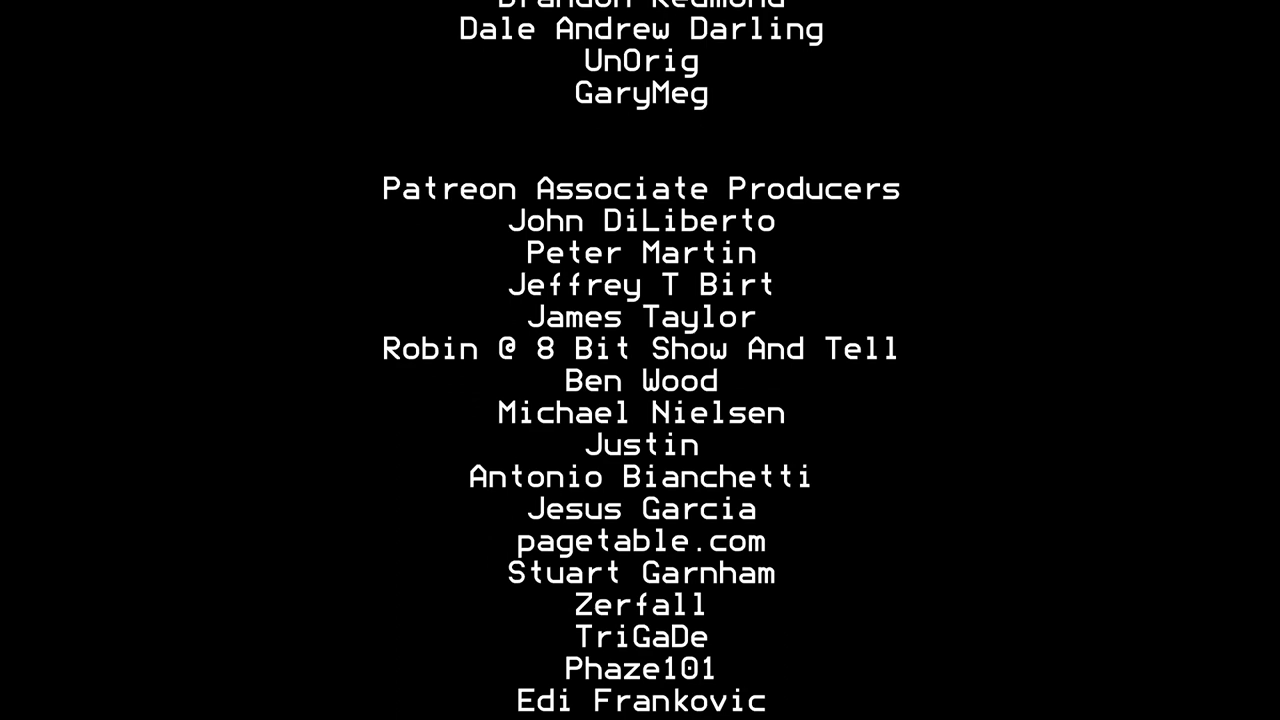 Brandon Redmond
Dale Andrew Darling
UnOrig
GaryMeg
Patreon Associate Producers
John DiLiberto
Peter Martin
Jeffrey T Birt
James Taylor
Robin @ 8 Bit Show And Tell
Ben Wood
Michael Nielsen
Justin
Antonio Bianchetti
Jesus Garcia
pagetable.com
Stuart Garnham
Zerfall
TriGaDe
Phaze101
Edi Frankovic